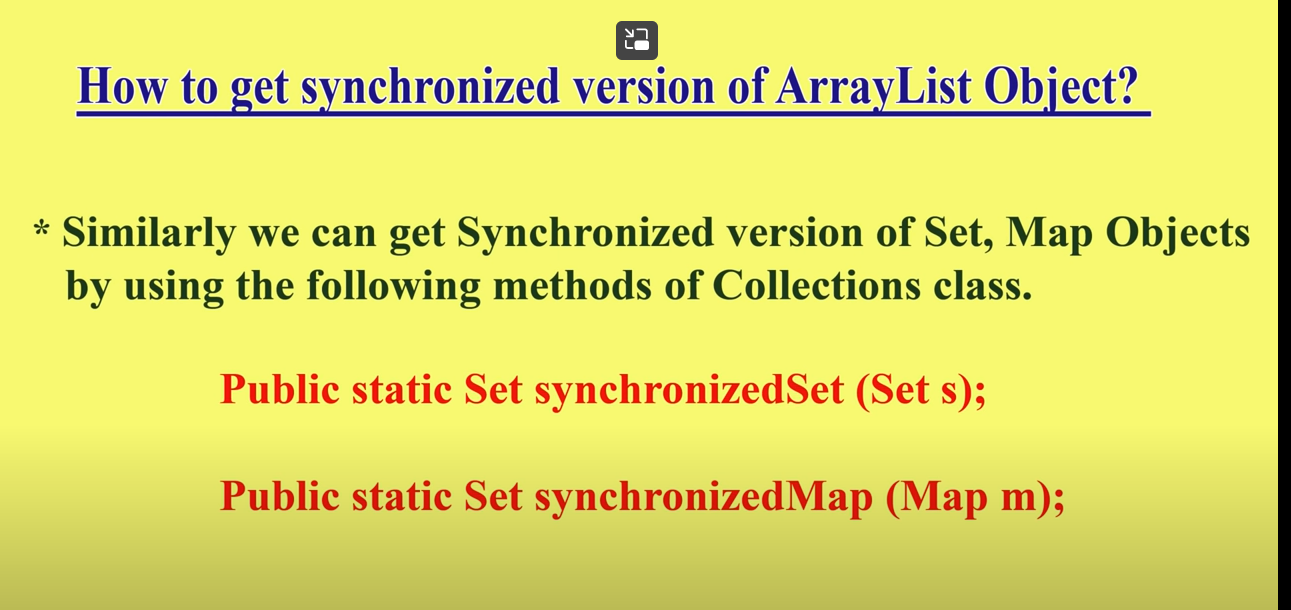 How to get synchronized version of ArrayList Object?
* Similarly we can get Synchronized version of Set, Map Objects
by using the following methods of Collections class.
Public static Set synchronizedSet (Set s);
Public static Set synchronizedMap (Map m);